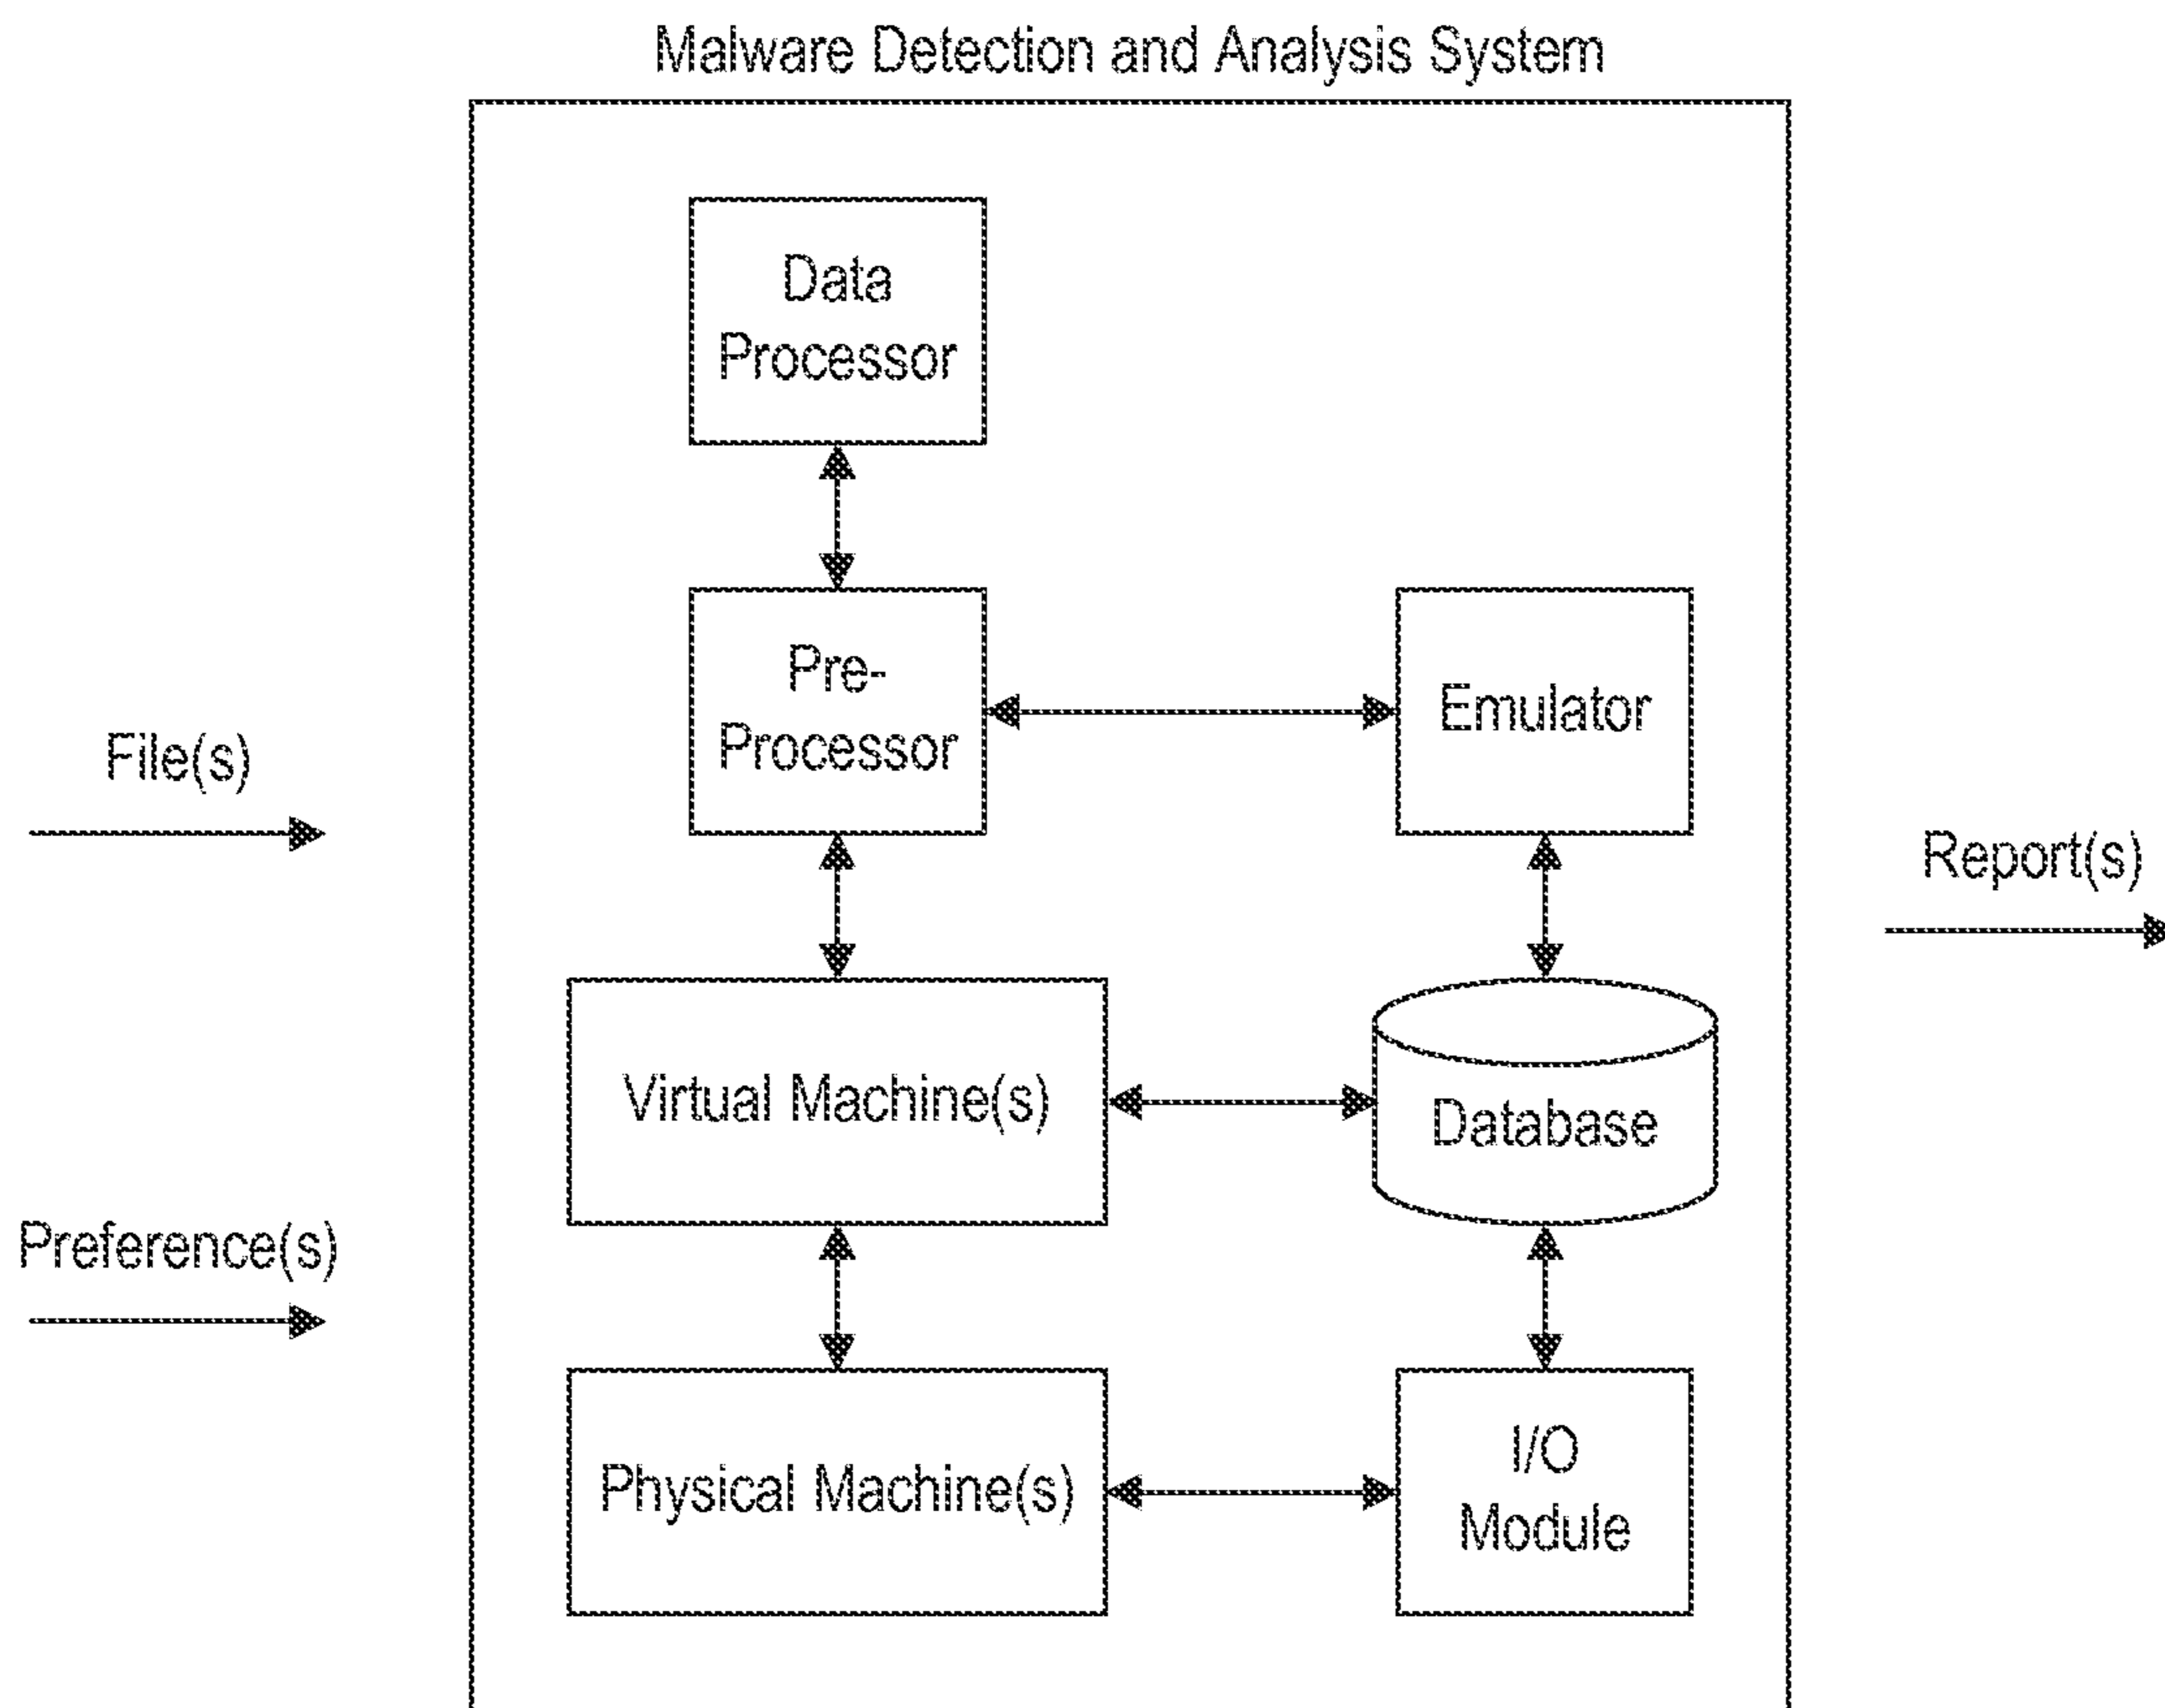 Malware Detection and Analysis System
Data
Processor
Pre-
Processor
Emulator
File(s)
Report(s)
Virtual Machine(s)
Database
Preference(s)
Physical Machine(s)
I/O
Module